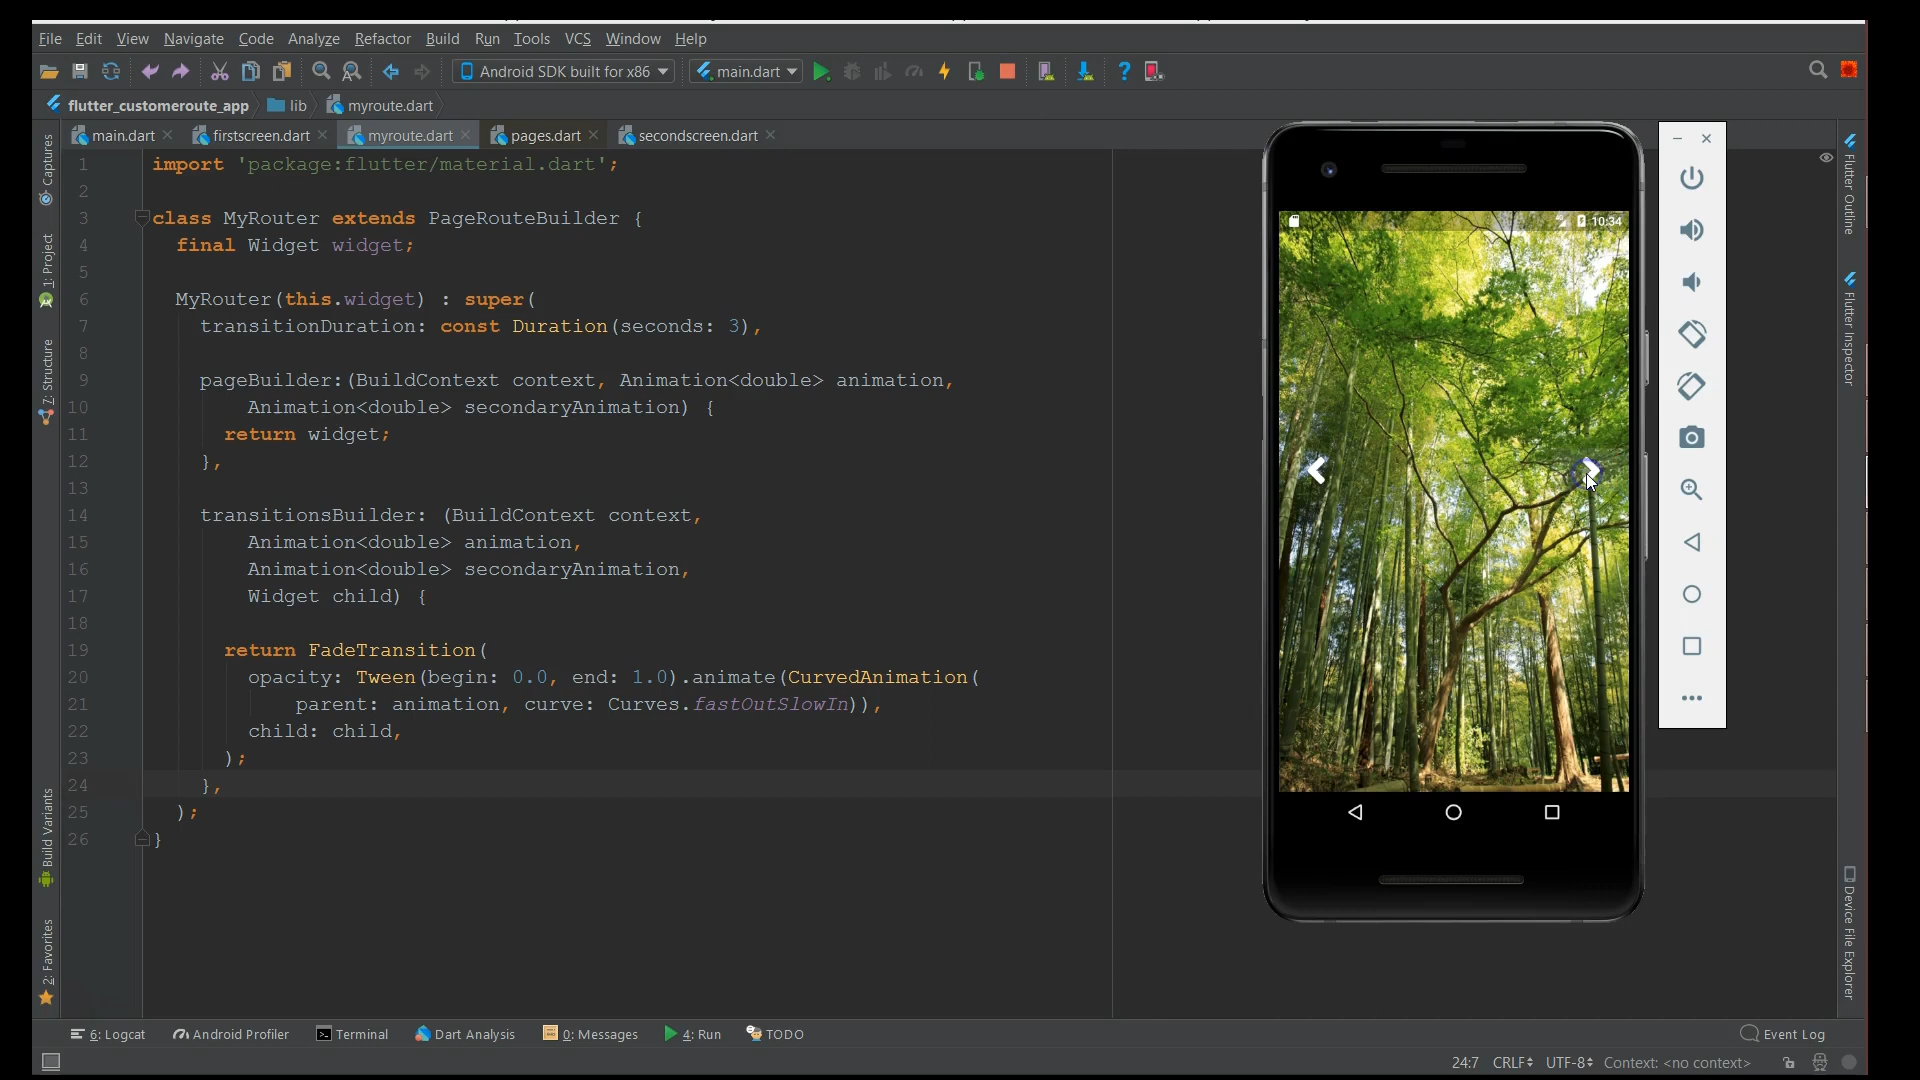 File Edit View Navigate Code Analyze Refactor Build Run Tools VCS Window Help
Android SDK built for x86 main.dart
flutter_customeroute_app lib myroute.dart
main.dart firstscreen.dart myroute.dart pages.dart secondscreen.dart
Captures
1: Project
7: Structure
Build Variants
2: Favorites
1 import 'package:flutter/material.dart';
2
3 class MyRouter extends PageRouteBuilder {
4 final Widget widget;
5
6 MyRouter(this.widget) : super(
7 transitionDuration: const Duration(seconds: 3),
8
9 pageBuilder:(BuildContext context, Animation<double> animation,
10 Animation<double> secondaryAnimation) {
11 return widget;
12 },
13
14 transitionsBuilder: (BuildContext context,
15 Animation<double> animation,
16 Animation<double> secondaryAnimation,
17 Widget child) {
18
19 return FadeTransition(
20 opacity: Tween(begin: 0.0, end: 1.0).animate(CurvedAnimation(
21 parent: animation, curve: Curves.fastOutSlowIn)),
22 child: child,
23 );
24 },
25 );
26 }
10:34
Flutter Outline
Flutter Inspector
Device File Explorer
6: Logcat Android Profiler Terminal Dart Analysis 0: Messages 4: Run TODO Event Log
24:7 CRLF UTF-8 Context: <no context>